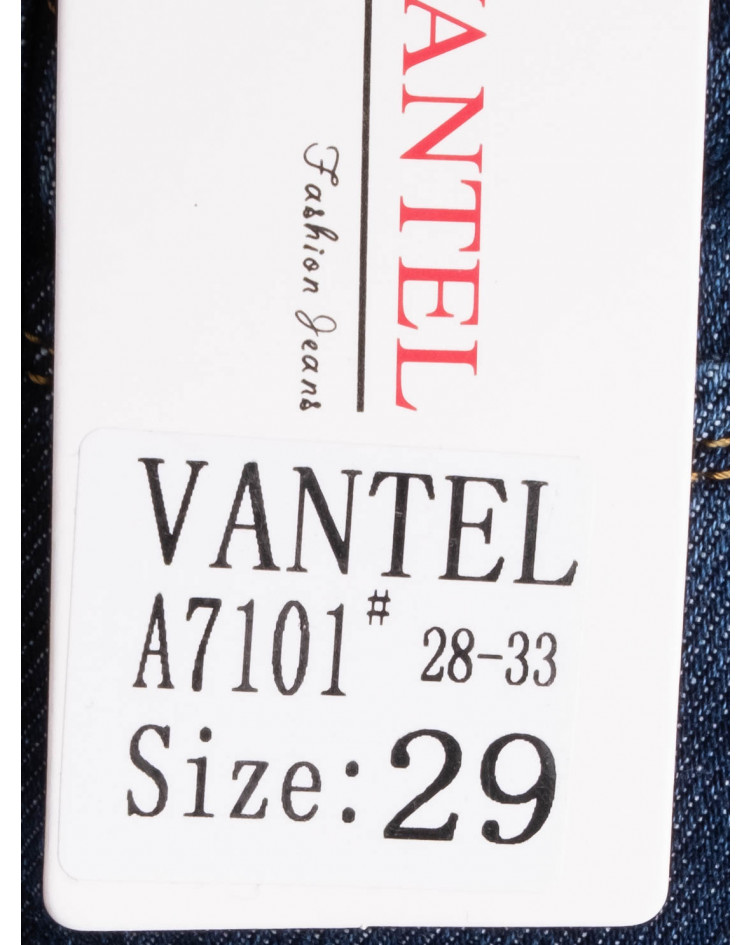 VANTEL
Fashion Jeans
VANTEL
A7101# 28-33
Size: 29